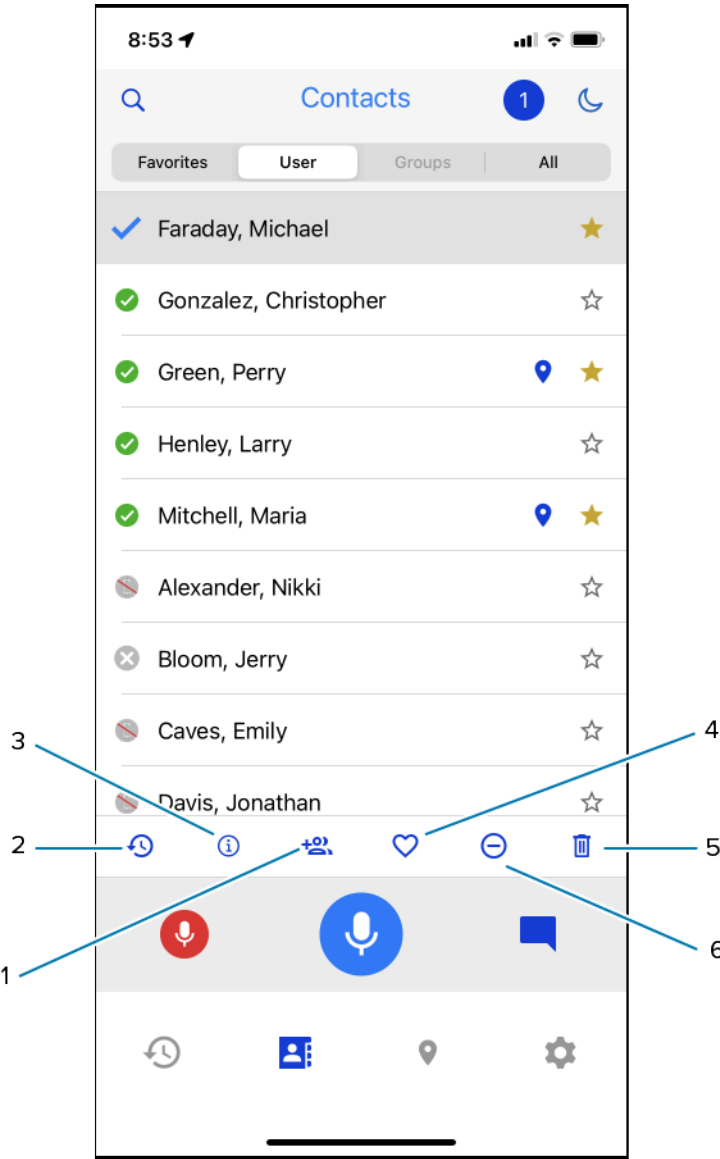 8:53
Contacts
1
Favorites User Groups All
Faraday, Michael
Gonzalez, Christopher
Green, Perry
Henley, Larry
Mitchell, Maria
Alexander, Nikki
Bloom, Jerry
Caves, Emily
4
3
Davis, Jonathan
2
5
6
1